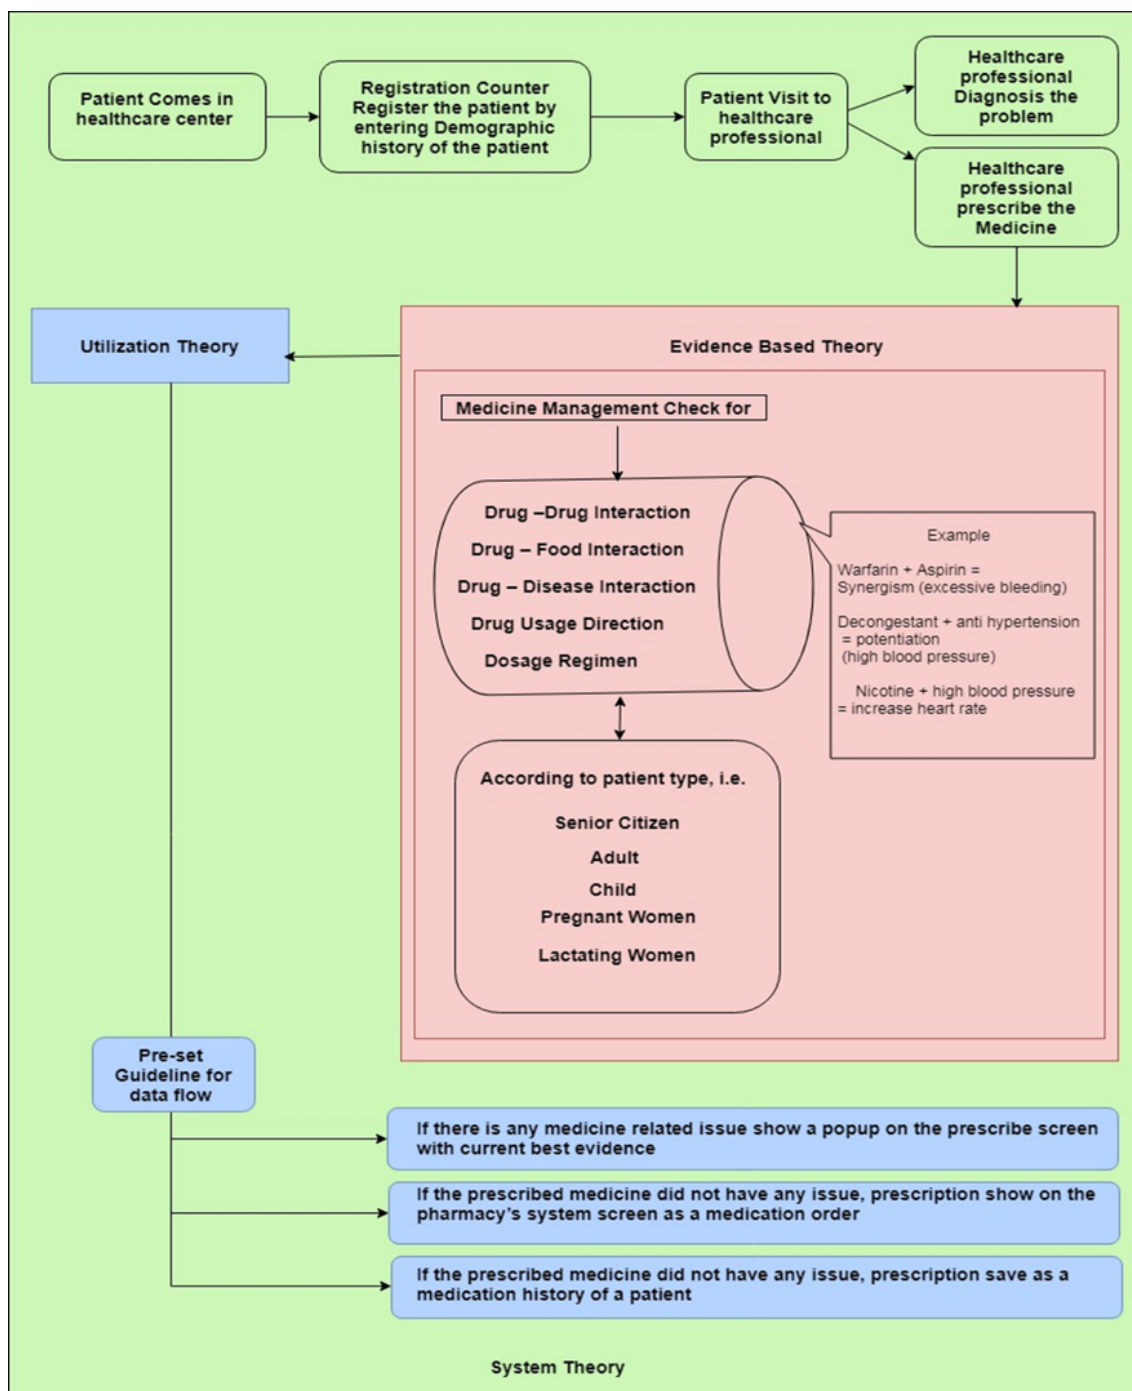 Patient Comes in
healthcare center
Registration Counter
Register the patient by
entering Demographic
history of the patient
Patient Visit to
healthcare
professional
Healthcare
professional
Diagnosis the
problem
Healthcare
professional
prescribe the
Medicine
Utilization Theory
Evidence Based Theory
Medicine Management Check for
Drug –Drug Interaction
Drug – Food Interaction
Drug – Disease Interaction
Drug Usage Direction
Dosage Regimen
Example
Warfarin + Aspirin =
Synergism (excessive bleeding)
Decongestant + anti hypertension
= potentiation
(high blood pressure)
Nicotine + high blood pressure
= increase heart rate
According to patient type, i.e.
Senior Citizen
Adult
Child
Pregnant Women
Lactating Women
Pre-set
Guideline for
data flow
If there is any medicine related issue show a popup on the prescribe screen
with current best evidence
If the prescribed medicine did not have any issue, prescription show on the
pharmacy's system screen as a medication order
If the prescribed medicine did not have any issue, prescription save as a
medication history of a patient
System Theory